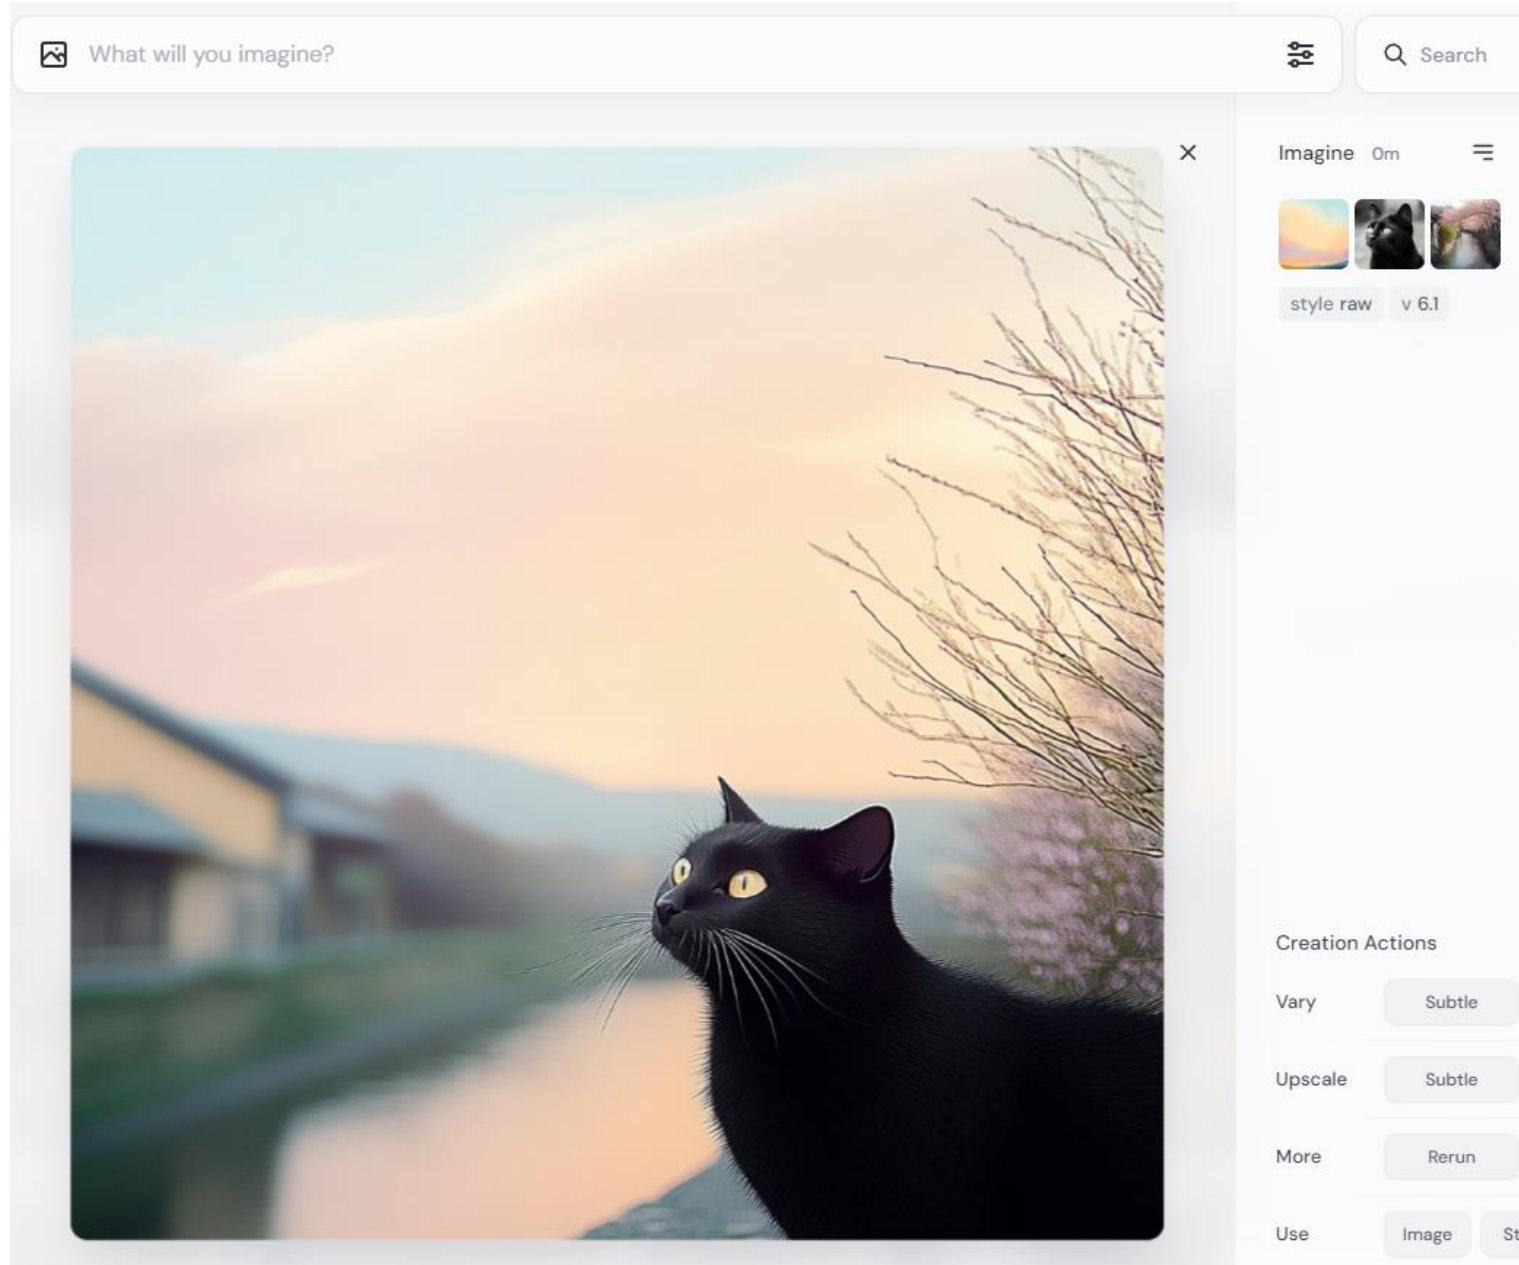 What will you imagine?
Search
Imagine 0m
style raw v 6.1
Creation Actions
Vary Subtle
Upscale Subtle
More Rerun
Use Image St